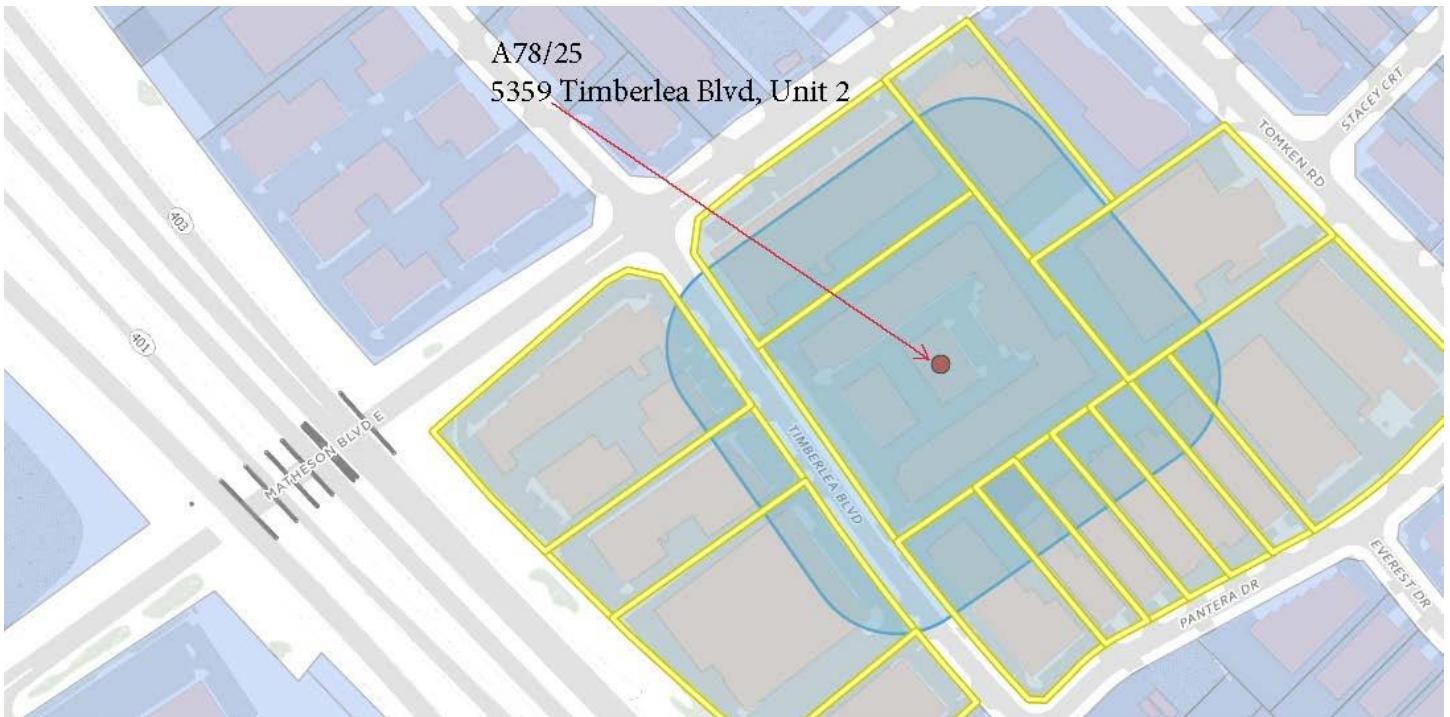 A78/25
5359 Timberlea Blvd, Unit 2
STACEY CRT
TOMKEN RD
403
401
MATHESON BLVD E
TIMBERLEA BLVD
EVEREST DR
PANTERA DR